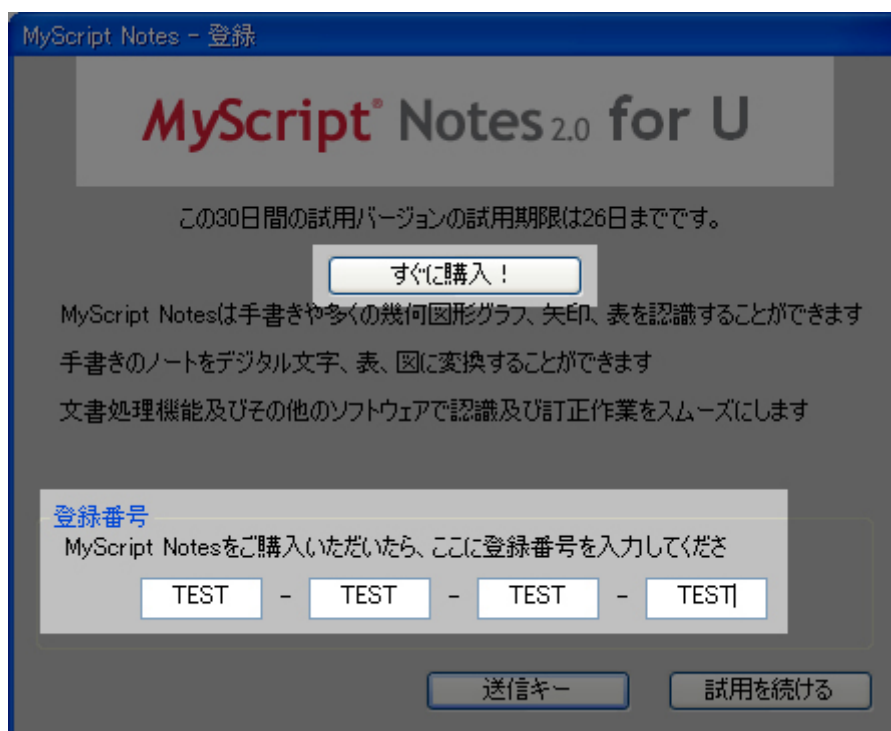 MyScript Notes - 登録
MyScript® Notes 2.0 for U
この30日間の試用バージョンの試用期限は26日までです。
すぐに購入!
MyScript Notesは手書きや多くの幾何図形グラフ、矢印、表を認識することができます
手書きのノートをデジタル文字、表、図に変換することができます
文書処理機能及びその他のソフトウェアで認識及び訂正作業をスムーズにします
登録番号
MyScript Notesをご購入いただいたら、ここに登録番号を入力してくださ
TEST - TEST - TEST - TEST
送信キー 試用を続ける